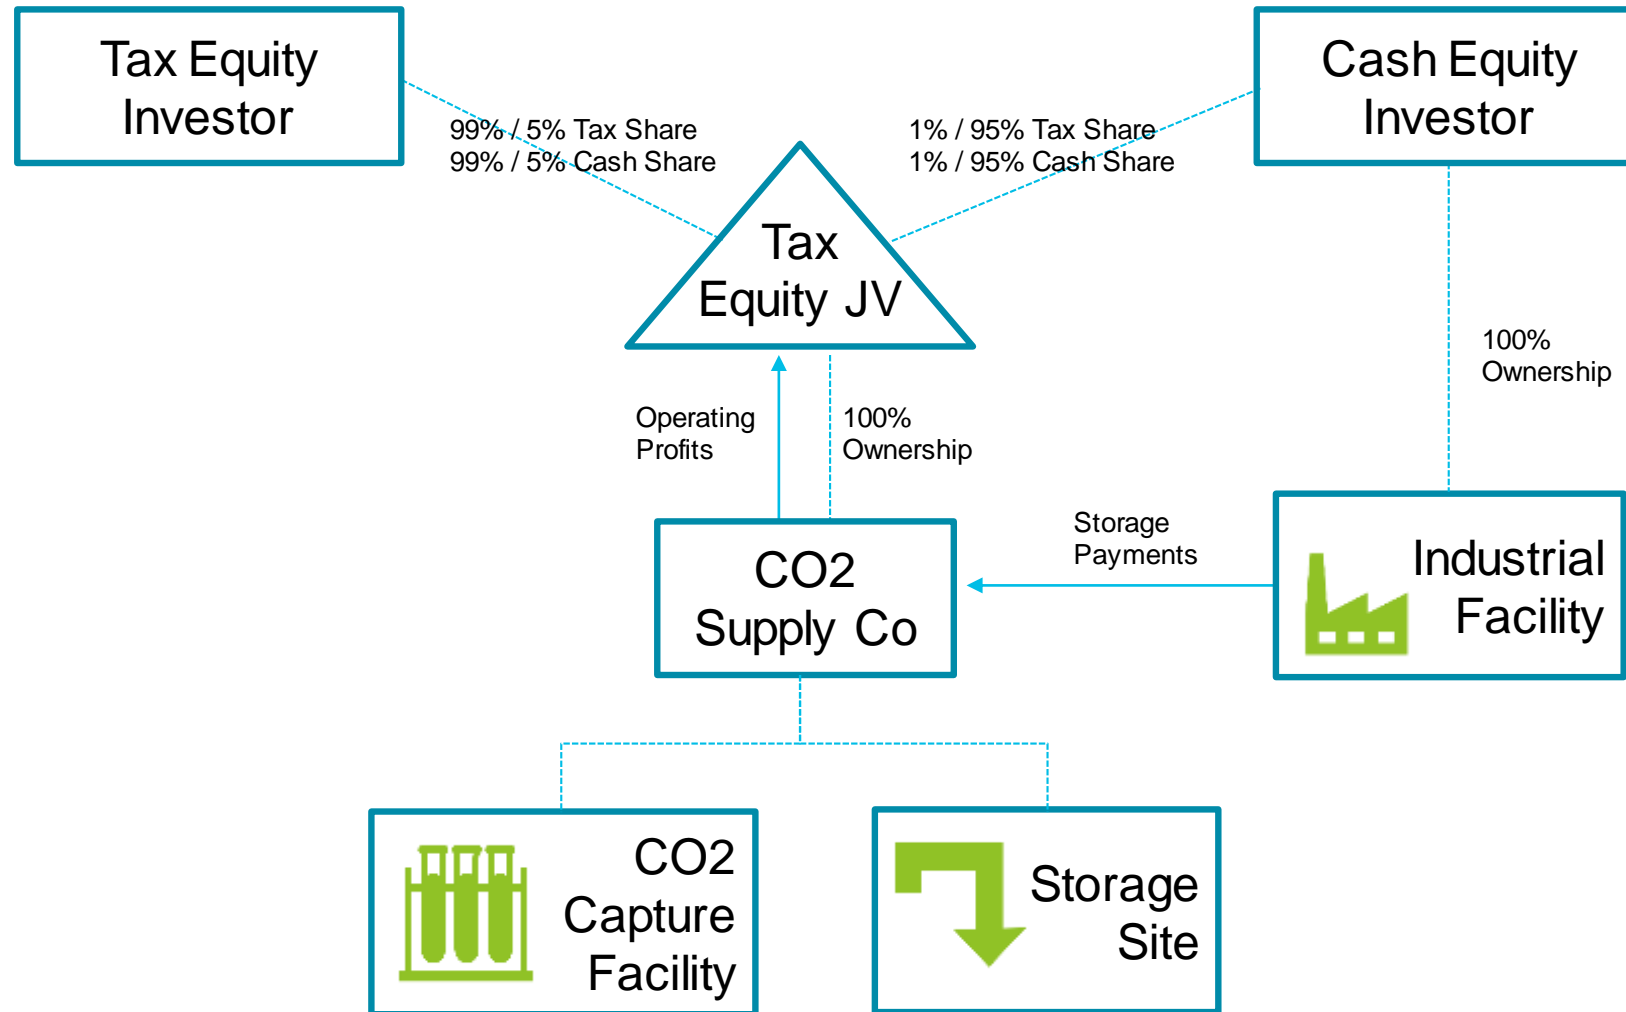 Tax Equity
Investor
Cash Equity
Investor
99% / 5% Tax Share
99% / 5% Cash Share
1% / 95% Tax Share
1% / 95% Cash Share
Tax
Equity JV
Operating
Profits
100%
Ownership
100%
Ownership
CO2
Supply Co
Storage
Payments
Industrial
Facility
CO2
Capture
Facility
Storage
Site